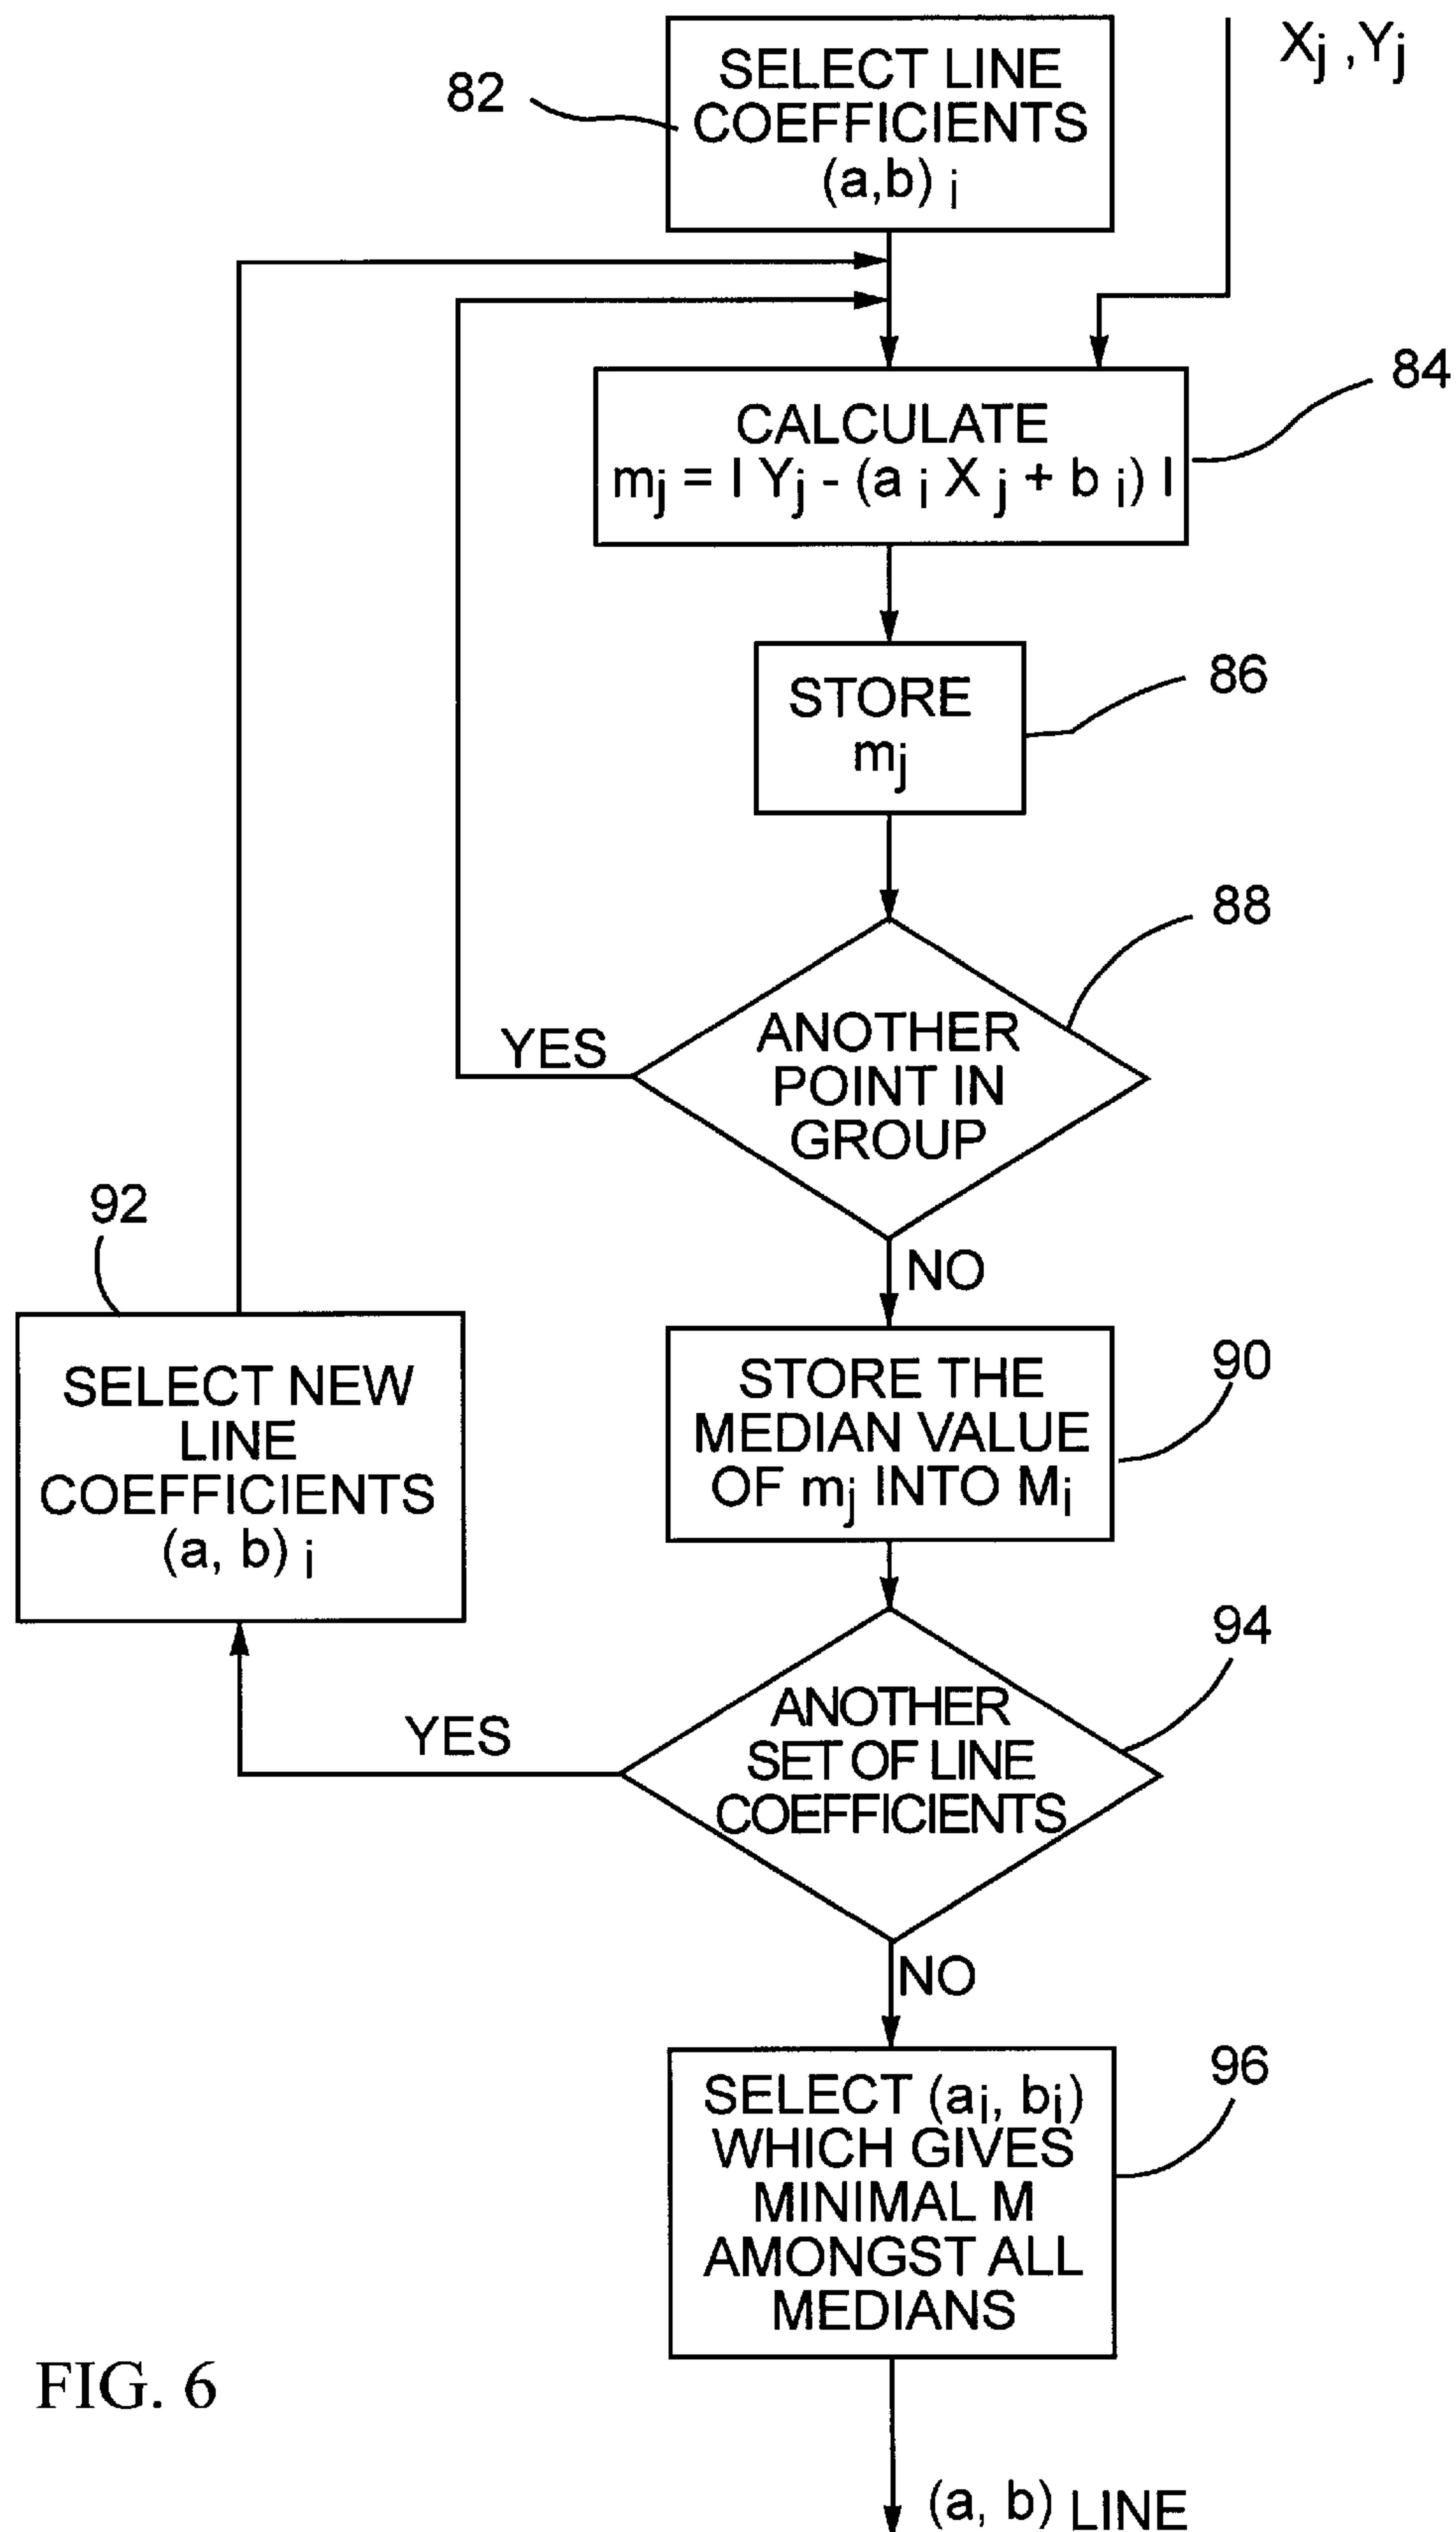 Xj ,Yj
82
SELECT LINE
COEFFICIENTS
(a,b) i
84
CALCULATE
mj = I Yj - (a i X j + b i) I
86
STORE
mj
88
ANOTHER
POINT IN
GROUP
YES
NO
92
SELECT NEW
LINE
COEFFICIENTS
(a, b) i
90
STORE THE
MEDIAN VALUE
OF mj INTO Mi
94
ANOTHER
SET OF LINE
COEFFICIENTS
YES
NO
96
SELECT (ai, bi)
WHICH GIVES
MINIMAL M
AMONGST ALL
MEDIANS
FIG. 6
(a, b) LINE